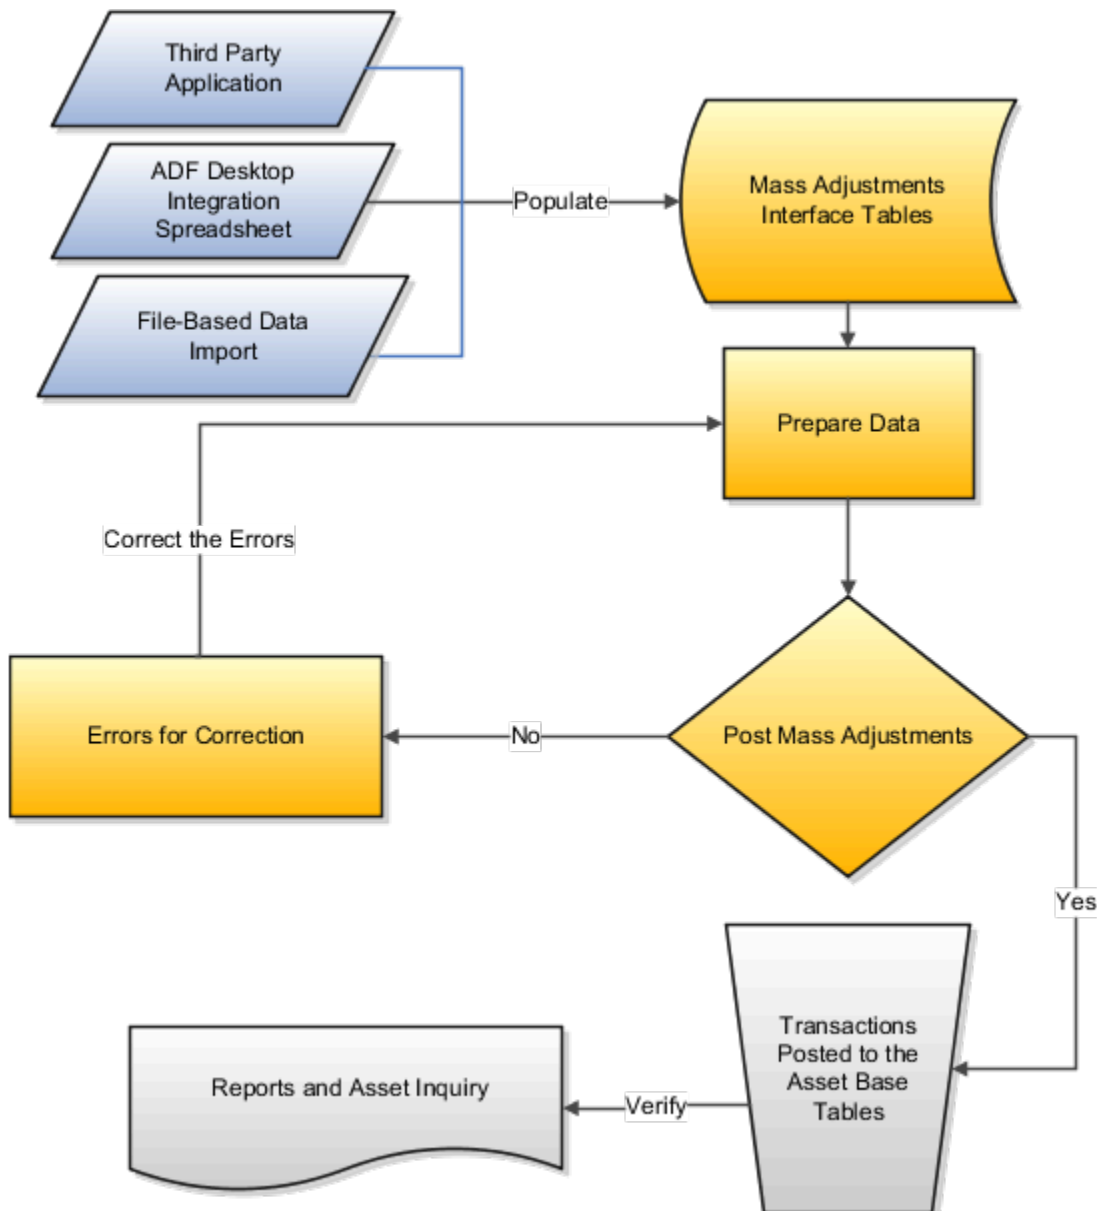 Third Party
Application
ADF Desktop
Integration
Spreadsheet
Populate
Mass Adjustments
Interface Tables
File-Based Data
Import
Prepare Data
Correct the Errors
Errors for Correction
No
Post Mass Adjustments
Yes
Transactions
Posted to the
Asset Base
Tables
Verify
Reports and Asset Inquiry